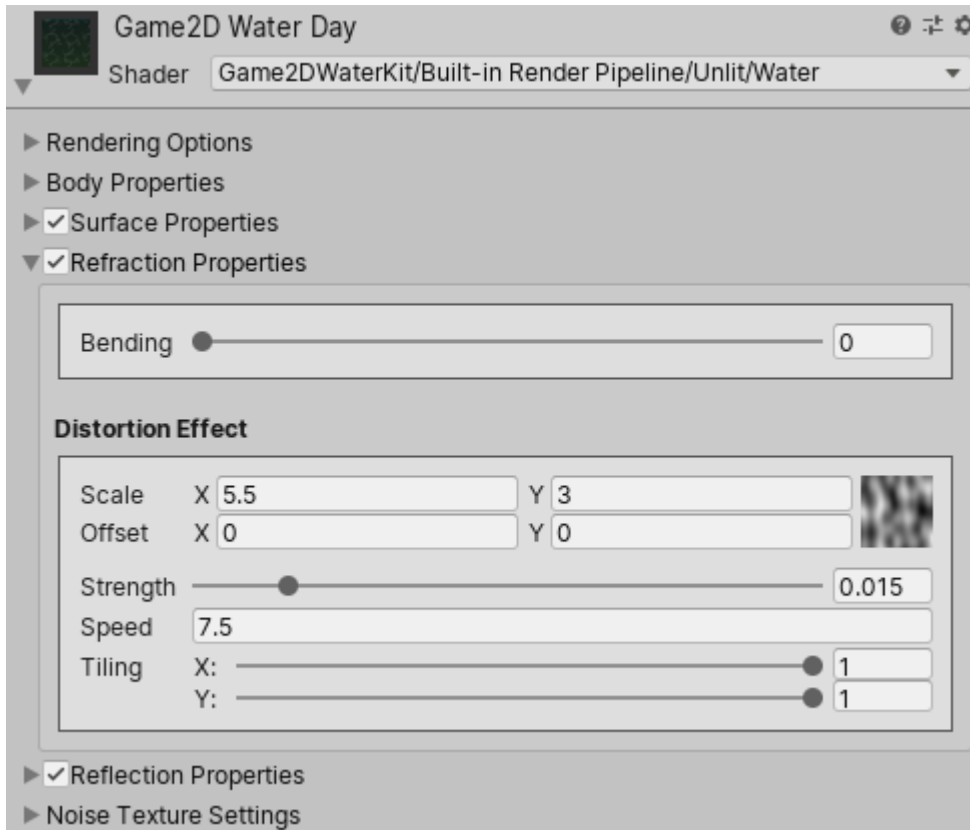 Game2D Water Day
Shader Game2DWaterKit/Built-in Render Pipeline/Unlit/Water
Rendering Options
Body Properties
Surface Properties
Refraction Properties
Bending 0
Distortion Effect
Scale X 5.5 Y 3
Offset X 0 Y 0
Strength 0.015
Speed 7.5
Tiling X: 1
Y: 1
Reflection Properties
Noise Texture Settings